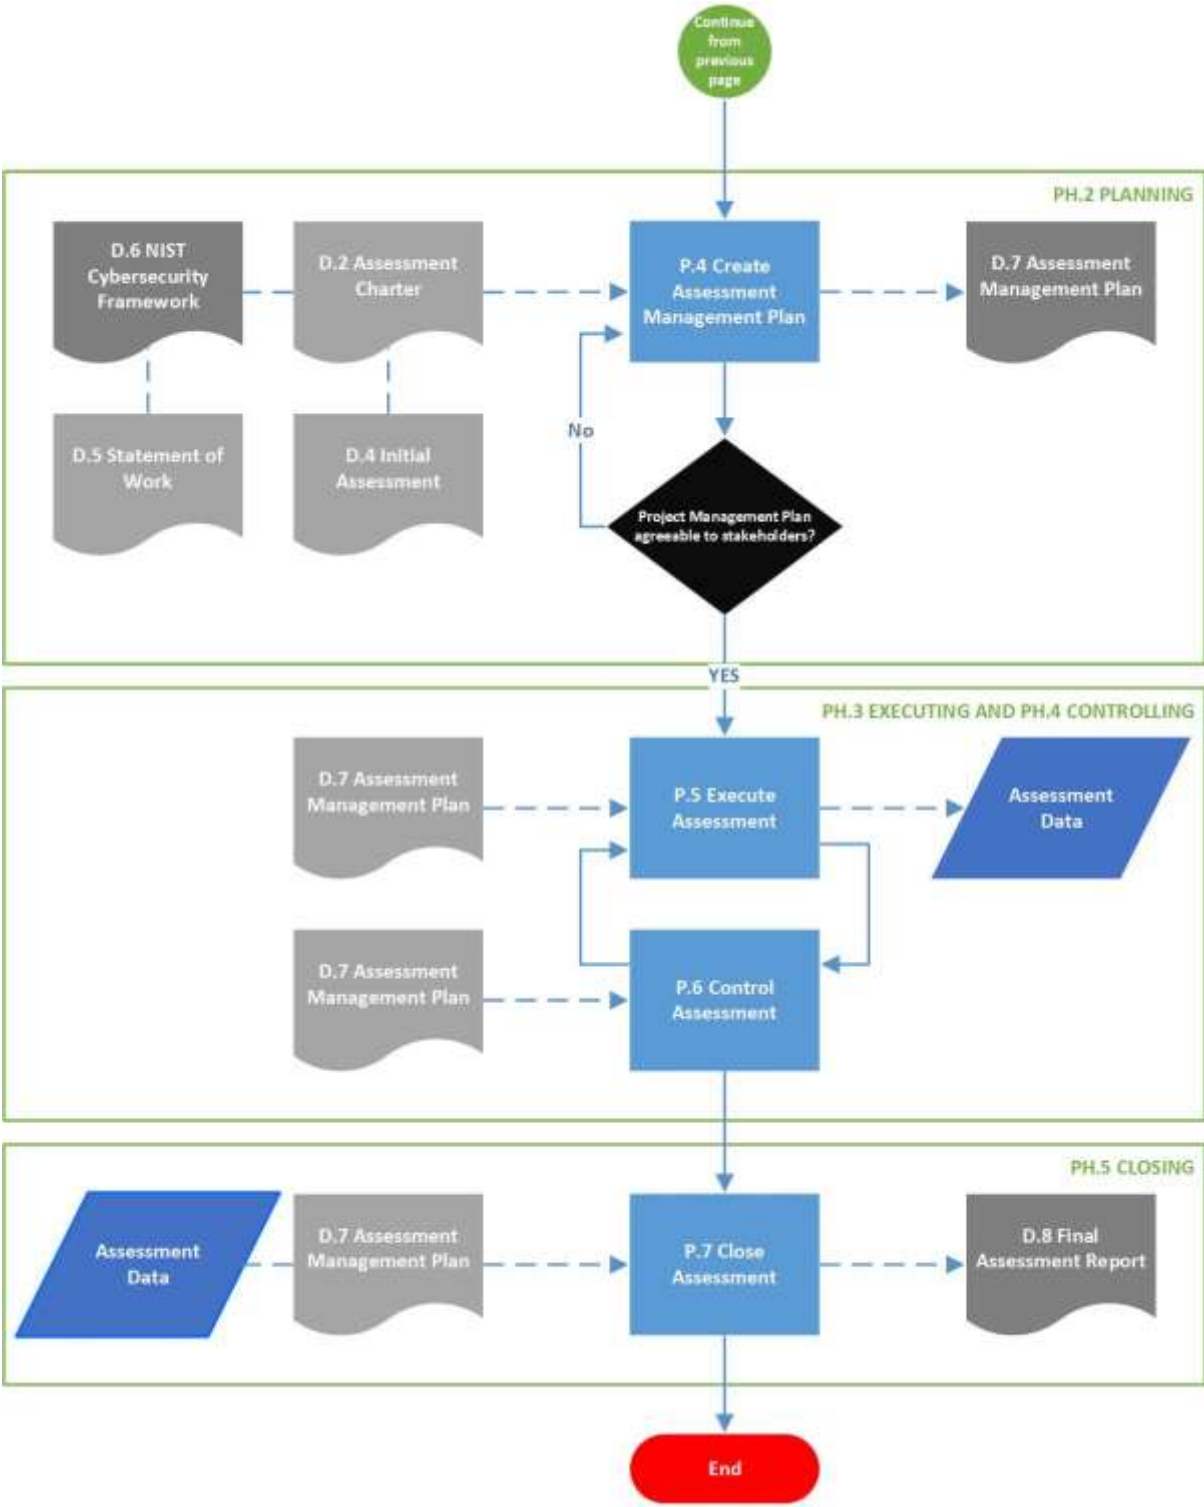 Continue
from
previous
page
PH.2 PLANNING
D.6 NIST
Cybersecurity
Framework
D.2 Assessment
Charter
P.4 Create
Assessment
Management Plan
D.7 Assessment
Management Plan
D.5 Statement of
Work
D.4 Initial
Assessment
No
Project Management Plan
agreeable to stakeholders?
YES
PH.3 EXECUTING AND PH.4 CONTROLLING
D.7 Assessment
Management Plan
P.5 Execute
Assessment
Assessment
Data
D.7 Assessment
Management Plan
P.6 Control
Assessment
PH.5 CLOSING
Assessment
Data
D.7 Assessment
Management Plan
P.7 Close
Assessment
D.8 Final
Assessment Report
End